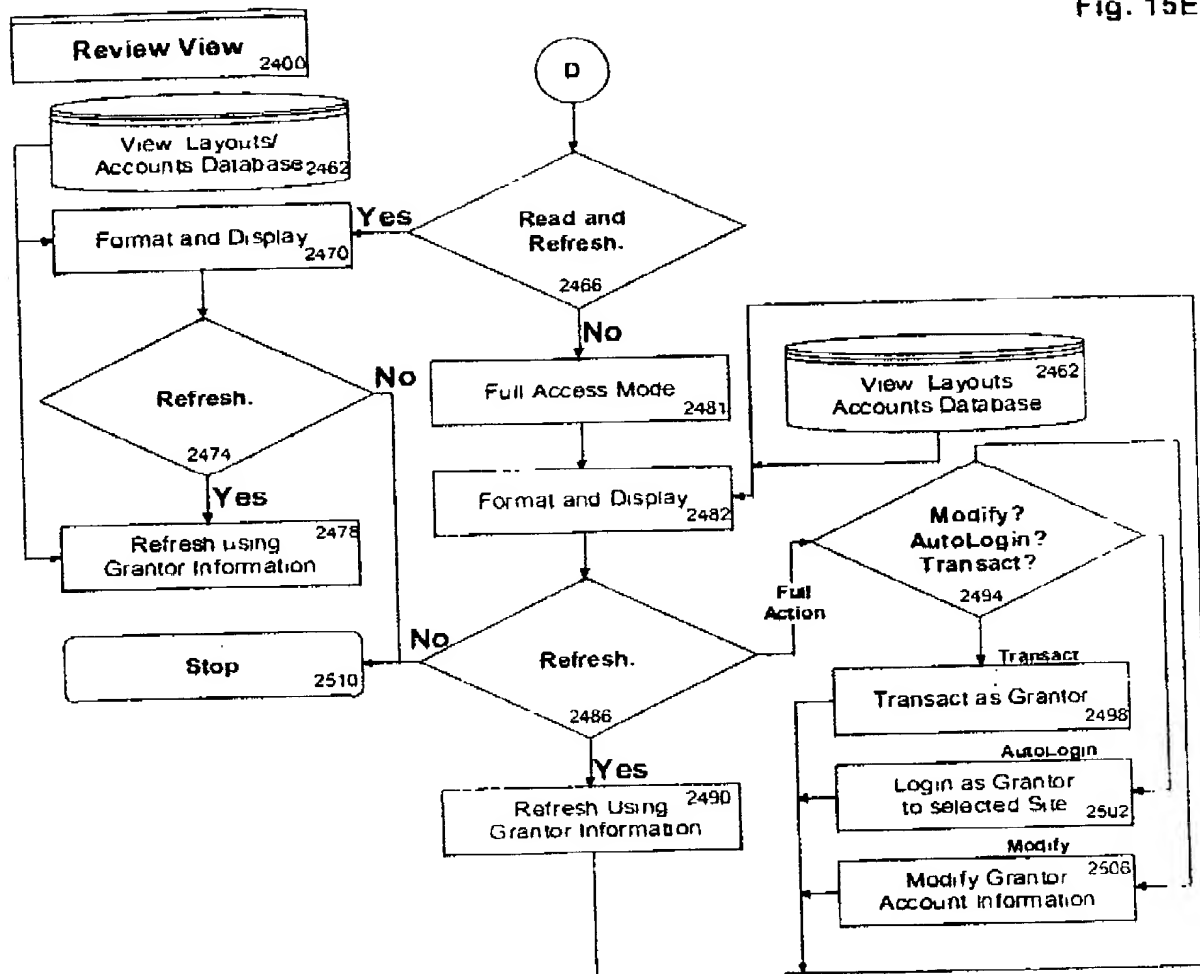 Fig. 15E
Review View
2400
D
View Layouts/
Accounts Database 2462
Yes
Format and Display
2470
Read and
Refresh.
2466
No
Refresh.
2474
No
Full Access Mode
2481
2462
View Layouts
Accounts Database
Yes
Format and Display
2482
2478
Refresh using
Grantor Information
Modify?
AutoLogin?
Transact?
2494
Full
Action
No
Stop
2510
Refresh.
2486
Transact
Transact as Grantor
2498
Yes
AutoLogin
Login as Grantor
to selected Site
2502
Refresh Using
2490
Grantor Information
Modify
2506
Modify Grantor
Account Information